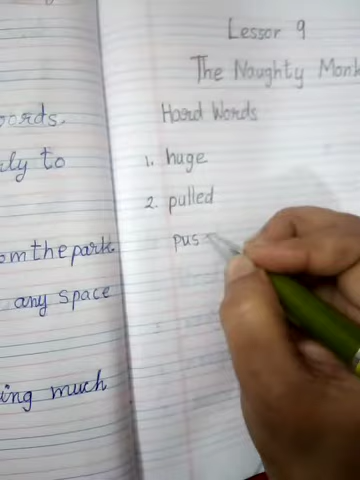 oords.
ly to
om the park
any space
ing much
Lesson 9
The Naughty Monk
Hard Words
1. huge
2. pulled
pus